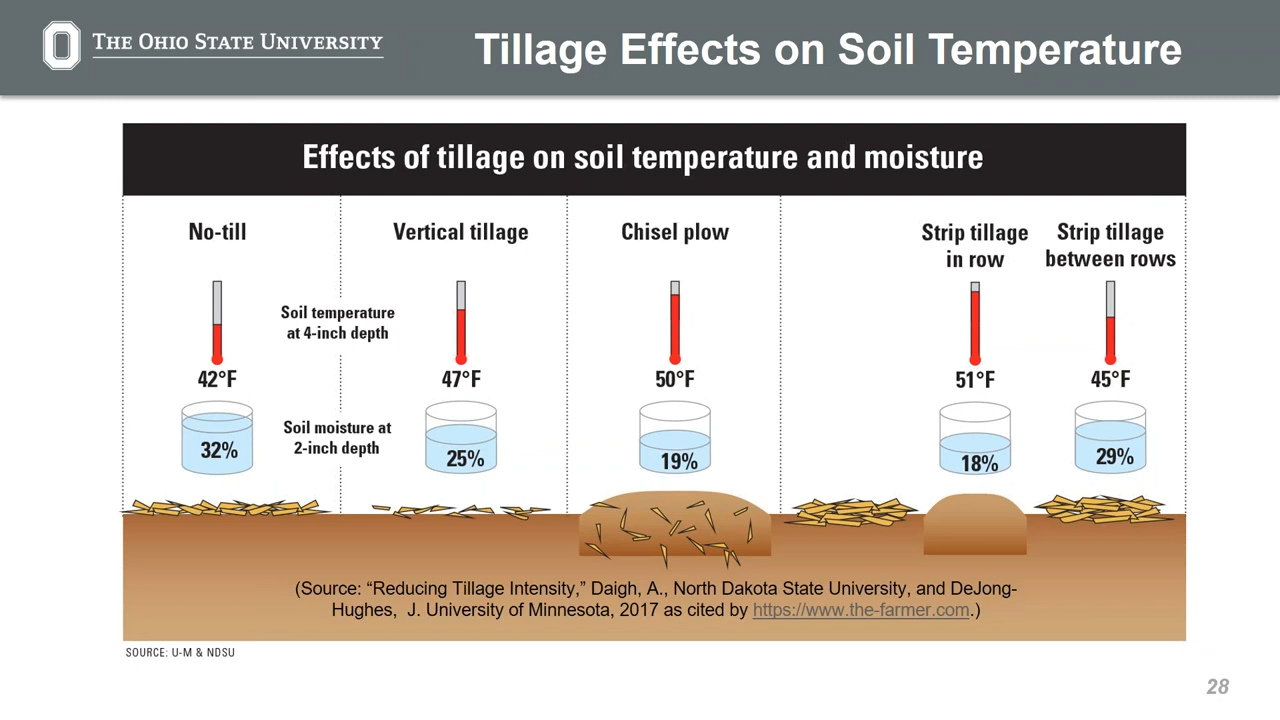 THE OHIO STATE UNIVERSITY
Tillage Effects on Soil Temperature
Effects of tillage on soil temperature and moisture
No-till
Vertical tillage
Chisel plow
Strip tillage
in row
Strip tillage
between rows
Soil temperature
at 4-inch depth
42°F
47°F
50°F
51°F
45°F
Soil moisture at
2-inch depth
32%
25%
19%
18%
29%
(Source: “Reducing Tillage Intensity,” Daigh, A., North Dakota State University, and DeJong-
Hughes, J. University of Minnesota, 2017 as cited by https://www.the-farmer.com.)
SOURCE: U-M & NDSU
28